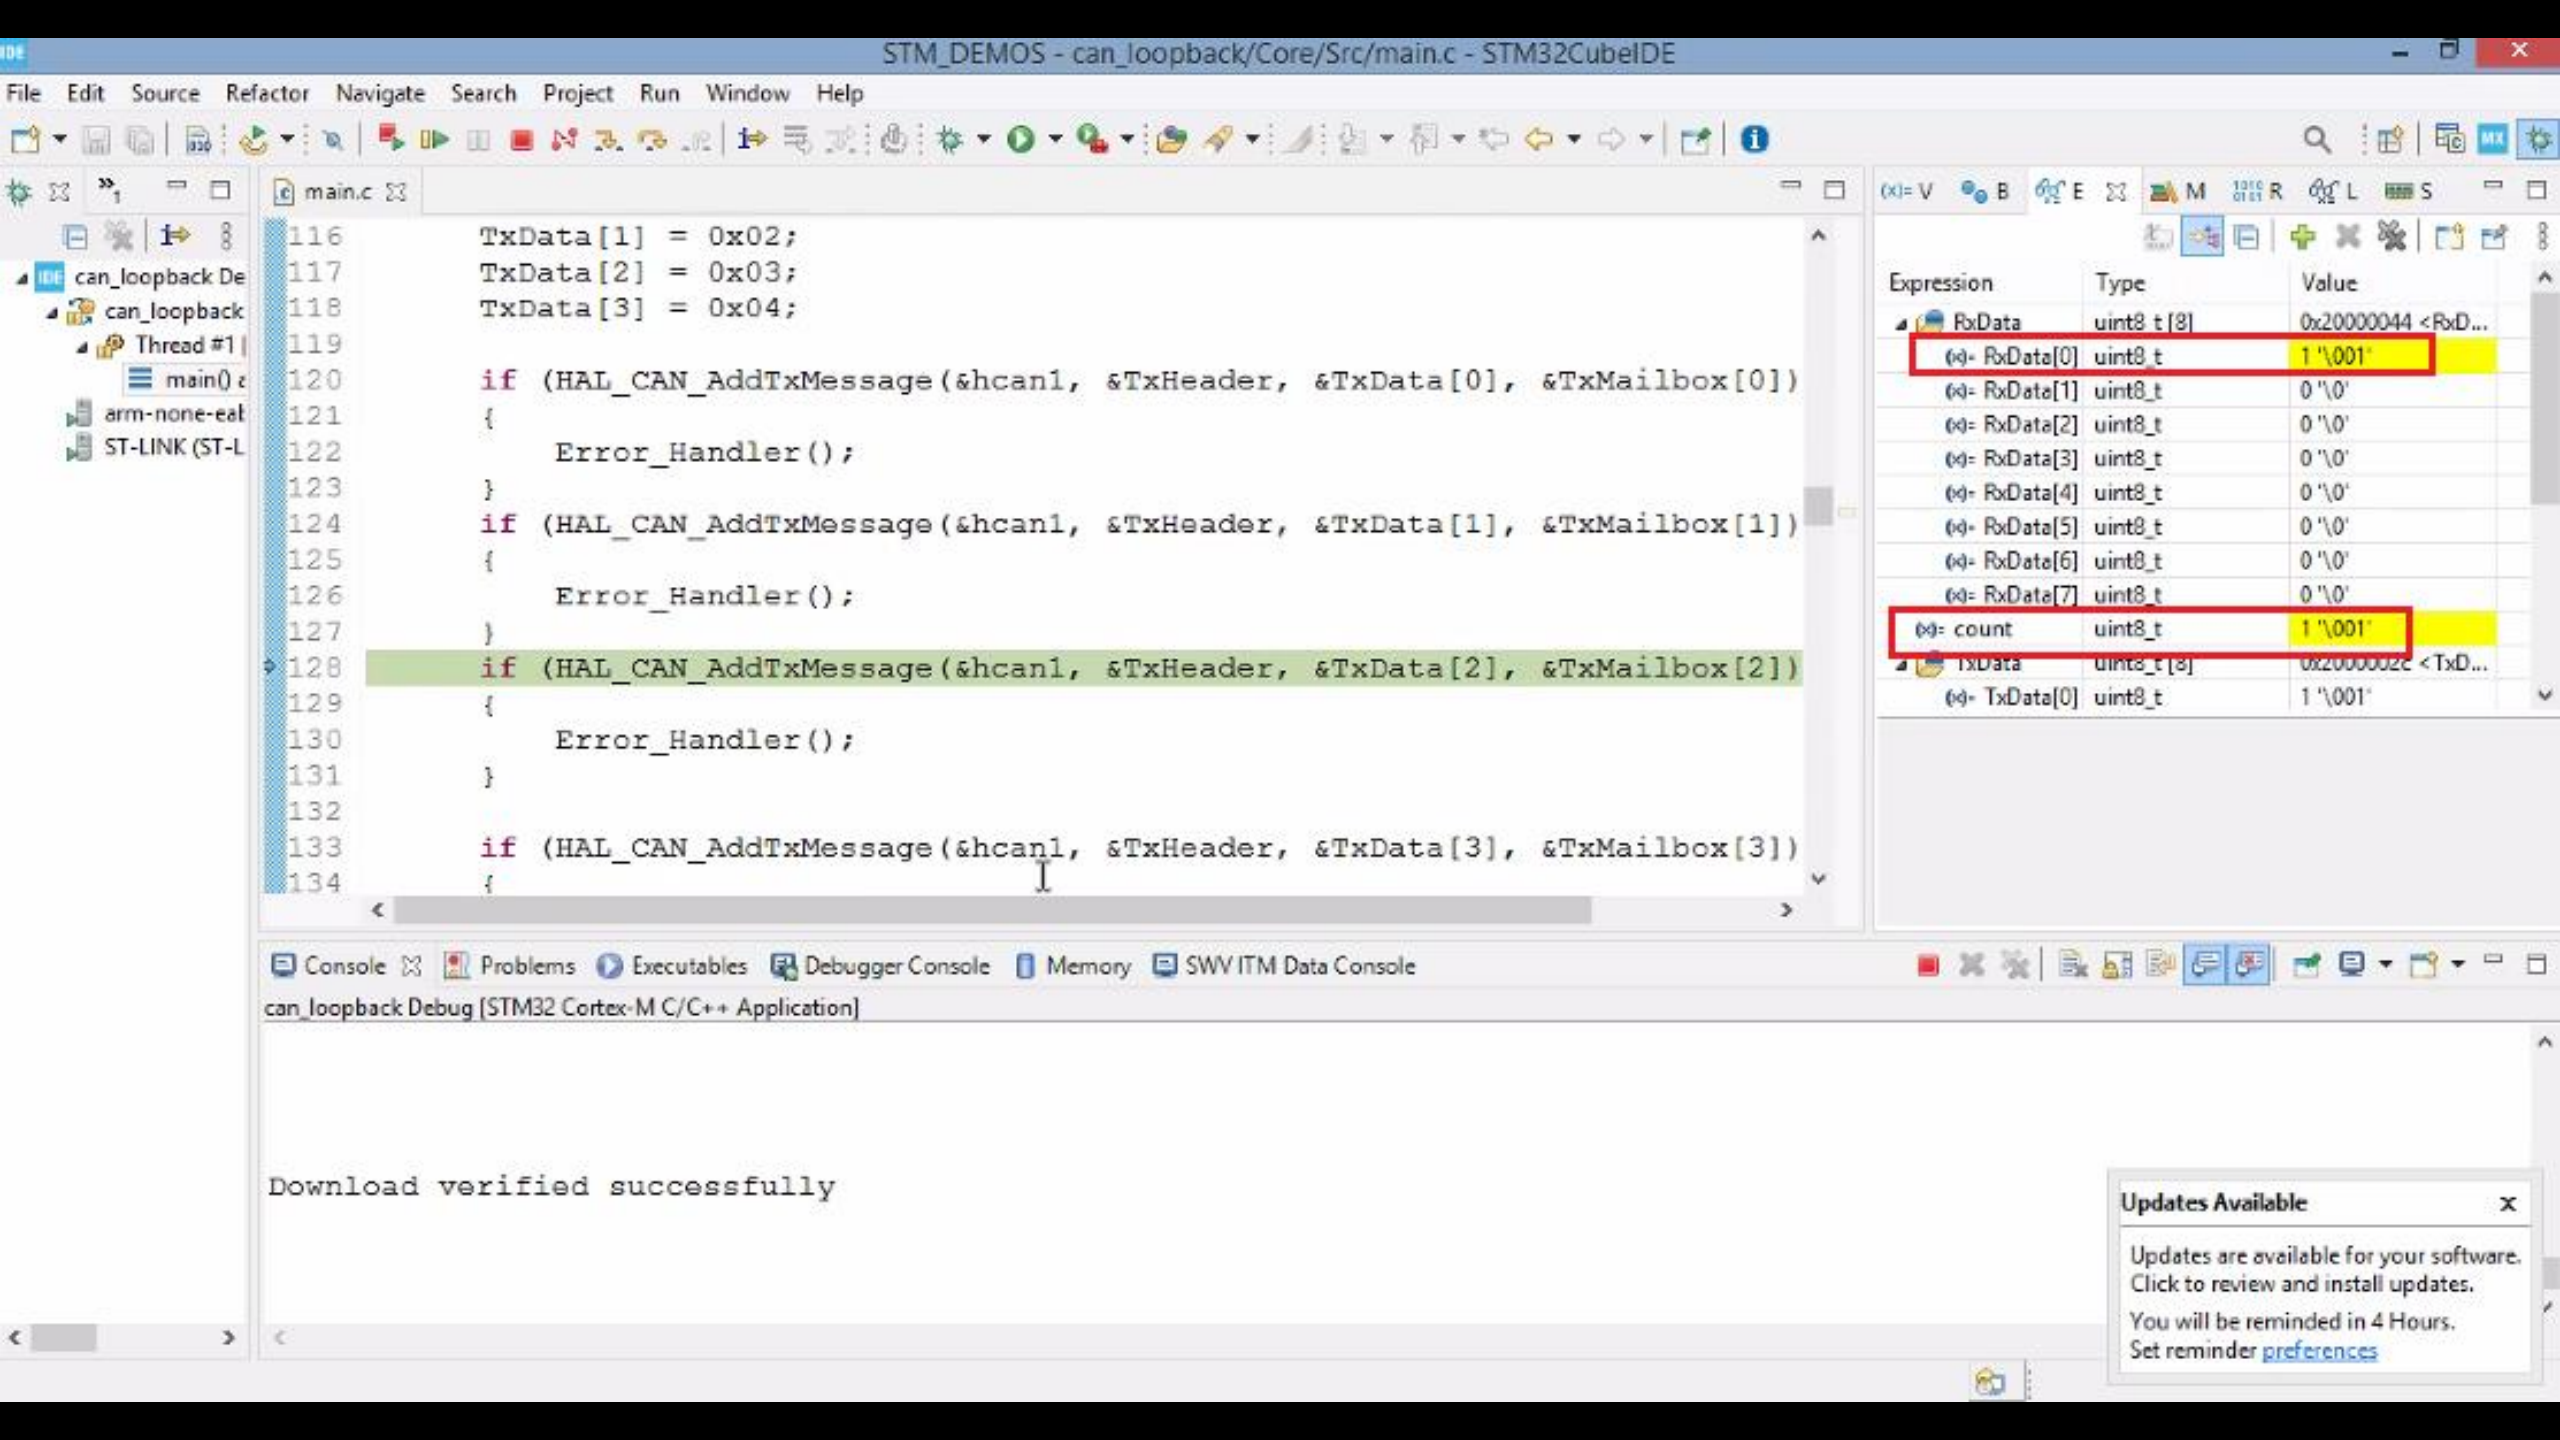 IDE STM_DEMOS - can_loopback/Core/Src/main.c - STM32CubeIDE
File Edit Source Refactor Navigate Search Project Run Window Help
main.c
(x)= V B E M R L S
can_loopback De
can_loopback
Thread #1
main() a
arm-none-eal
ST-LINK (ST-L
116 TxData[1] = 0x02;
117 TxData[2] = 0x03;
118 TxData[3] = 0x04;
119
120 if (HAL_CAN_AddTxMessage(&hcan1, &TxHeader, &TxData[0], &TxMailbox[0])
121 {
122 Error_Handler();
123 }
124 if (HAL_CAN_AddTxMessage(&hcan1, &TxHeader, &TxData[1], &TxMailbox[1])
125 {
126 Error_Handler();
127 }
128 if (HAL_CAN_AddTxMessage(&hcan1, &TxHeader, &TxData[2], &TxMailbox[2])
129 {
130 Error_Handler();
131 }
132
133 if (HAL_CAN_AddTxMessage(&hcan1, &TxHeader, &TxData[3], &TxMailbox[3])
134 {
Expression Type Value
RxData uint8_t [8] 0x20000044 <RxD...
(x)= RxData[0] uint8_t 1 '\001'
(x)= RxData[1] uint8_t 0 '\0'
(x)= RxData[2] uint8_t 0 '\0'
(x)= RxData[3] uint8_t 0 '\0'
(x)= RxData[4] uint8_t 0 '\0'
(x)= RxData[5] uint8_t 0 '\0'
(x)= RxData[6] uint8_t 0 '\0'
(x)= RxData[7] uint8_t 0 '\0'
(x)= count uint8_t 1 '\001'
TxData uint8_t [8] 0x2000002c <TxD...
(x)= TxData[0] uint8_t 1 '\001'
Console Problems Executables Debugger Console Memory SWV ITM Data Console
can_loopback Debug [STM32 Cortex-M C/C++ Application]
Download verified successfully
Updates Available x
Updates are available for your software.
Click to review and install updates.
You will be reminded in 4 Hours.
Set reminder preferences